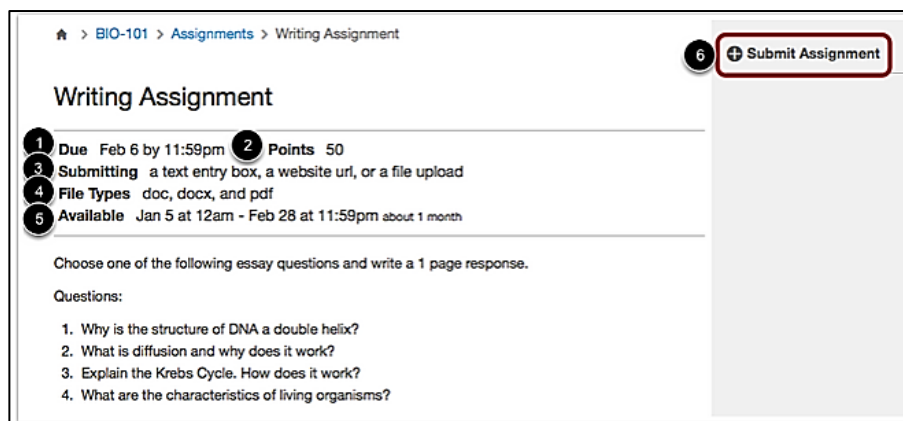 > BIO-101 > Assignments > Writing Assignment
6 Submit Assignment
Writing Assignment
1 Due Feb 6 by 11:59pm 2 Points 50
3 Submitting a text entry box, a website url, or a file upload
4 File Types doc, docx, and pdf
5 Available Jan 5 at 12am - Feb 28 at 11:59pm about 1 month
Choose one of the following essay questions and write a 1 page response.
Questions:
1. Why is the structure of DNA a double helix?
2. What is diffusion and why does it work?
3. Explain the Krebs Cycle. How does it work?
4. What are the characteristics of living organisms?